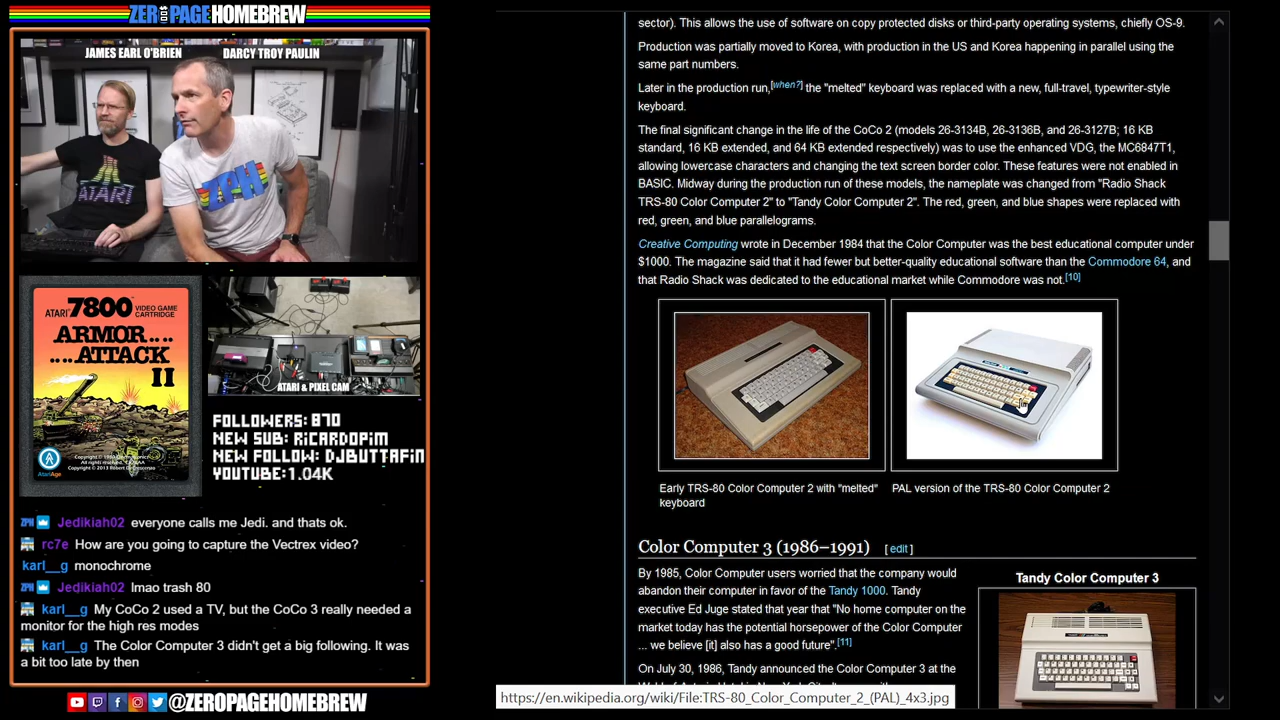 ZERO PAGE HOMEBREW
JAMES EARL O'BRIEN
DARCY TROY PAULIN
ATARI
ZPH
ATARI 7800 VIDEO GAME CARTRIDGE
ARMOR....
....ATTACK
II
AtariAge
ATARI & PIXEL CAM
FOLLOWERS: 870
NEW SUB: RICARDOPIM
NEW FOLLOW: DJBUTTAFIN
YOUTUBE:1.04K
Jedikiah02 everyone calls me Jedi. and thats ok.
rc7e How are you going to capture the Vectrex video?
karl__g monochrome
Jedikiah02 lmao trash 80
karl__g My CoCo 2 used a TV, but the CoCo 3 really needed a
monitor for the high res modes
karl__g The Color Computer 3 didn't get a big following. It was
a bit too late by then
@ZEROPAGEHOMEBREW
sector). This allows the use of software on copy protected disks or third-party operating systems, chiefly OS-9.
Production was partially moved to Korea, with production in the US and Korea happening in parallel using the
same part numbers.
Later in the production run,[when?] the "melted" keyboard was replaced with a new, full-travel, typewriter-style
keyboard.
The final significant change in the life of the CoCo 2 (models 26-3134B, 26-3136B, and 26-3127B; 16 KB
standard, 16 KB extended, and 64 KB extended respectively) was to use the enhanced VDG, the MC6847T1,
allowing lowercase characters and changing the text screen border color. These features were not enabled in
BASIC. Midway during the production run of these models, the nameplate was changed from "Radio Shack
TRS-80 Color Computer 2" to "Tandy Color Computer 2". The red, green, and blue shapes were replaced with
red, green, and blue parallelograms.
Creative Computing wrote in December 1984 that the Color Computer was the best educational computer under
$1000. The magazine said that it had fewer but better-quality educational software than the Commodore 64, and
that Radio Shack was dedicated to the educational market while Commodore was not.[10]
Early TRS-80 Color Computer 2 with "melted"
keyboard
PAL version of the TRS-80 Color Computer 2
Color Computer 3 (1986–1991) [ edit ]
By 1985, Color Computer users worried that the company would
abandon their computer in favor of the Tandy 1000. Tandy
executive Ed Juge stated that year that "No home computer on the
market today has the potential horsepower of the Color Computer
... we believe [it] also has a good future".[11]
On July 30, 1986, Tandy announced the Color Computer 3 at the
Tandy Color Computer 3
https://en.wikipedia.org/wiki/File:TRS-80_Color_Computer_2_(PAL)_4x3.jpg